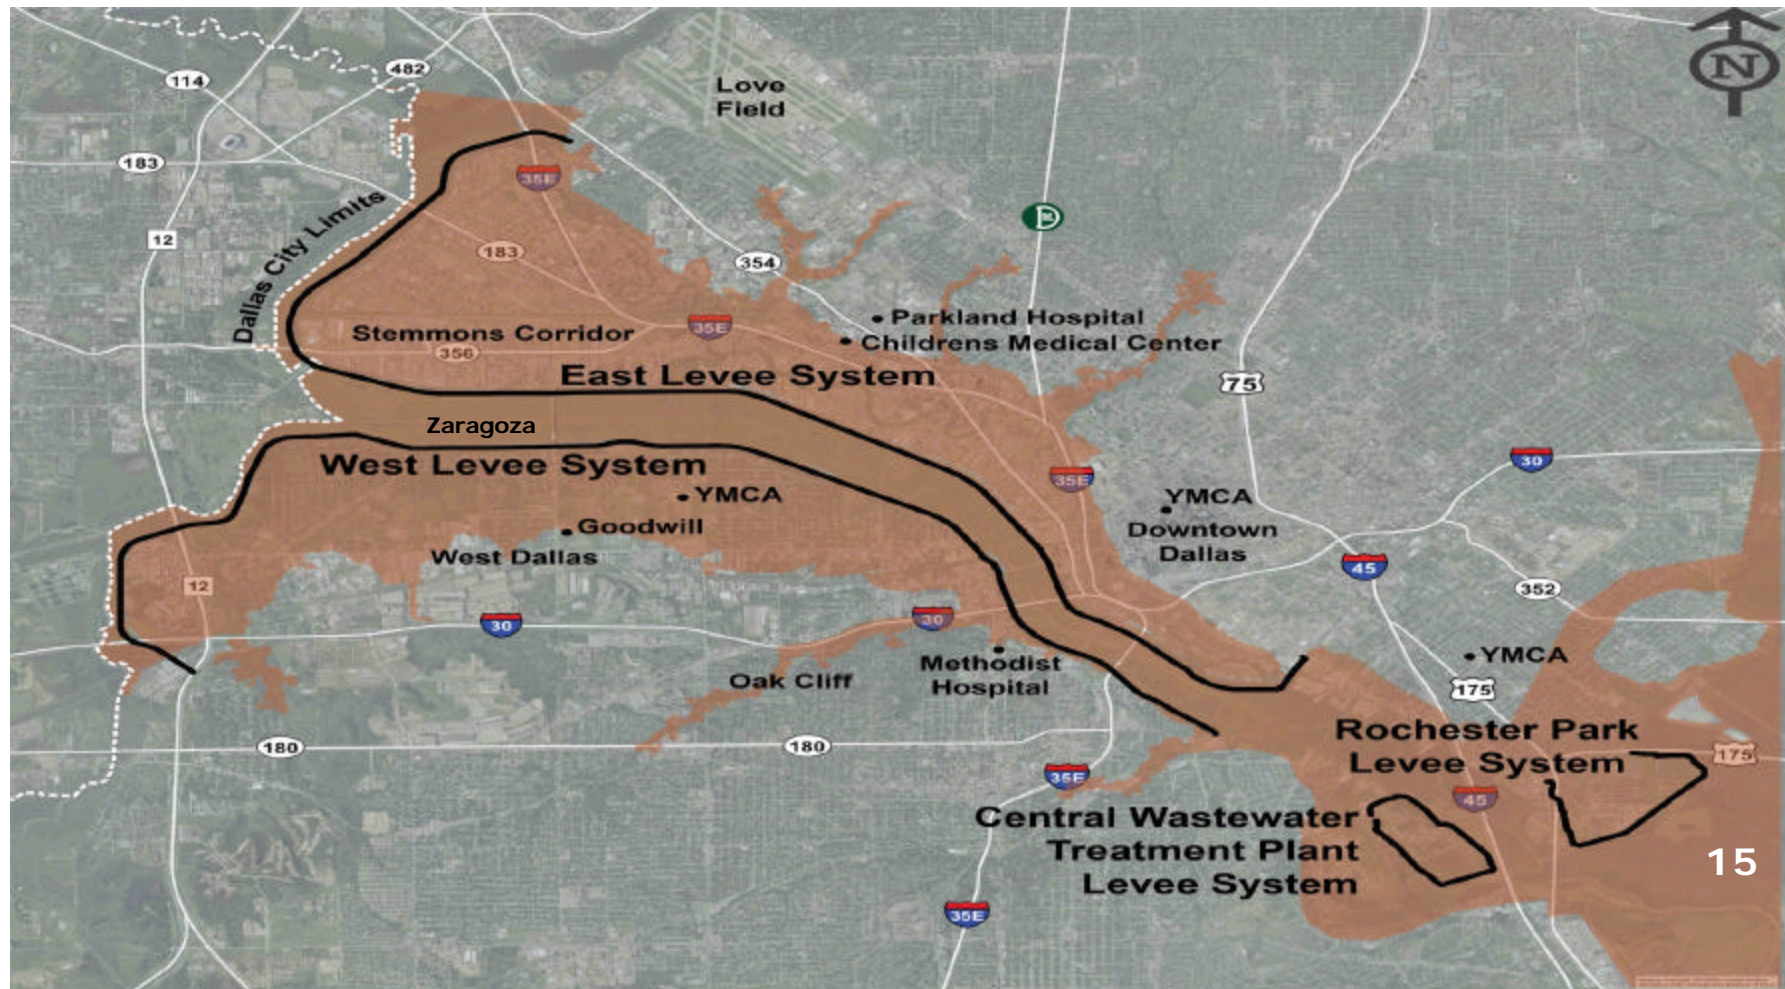 N
482
114
Love
Field
183
35E
12
Dallas City Limits
183
354
Parkland Hospital
Childrens Medical Center
Stemmons Corridor
35E
356
East Levee System
75
Zaragoza
West Levee System
30
35E
YMCA
YMCA
Goodwill
Downtown
Dallas
West Dallas
45
12
352
30
30
YMCA
Methodist
Hospital
Oak Cliff
175
Rochester Park
Levee System
180
180
175
35E
45
Central Wastewater
Treatment Plant
Levee System
15
35E